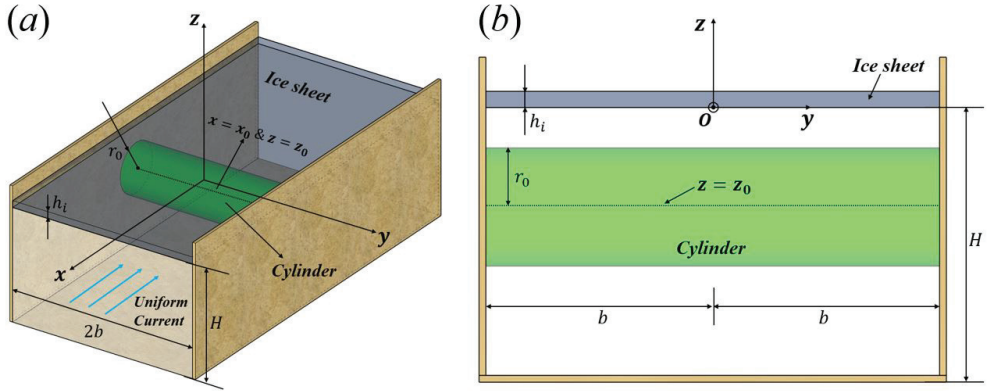 (a)
z
Ice sheet
x = x₀ & z = z₀
r₀
hᵢ
x
y
Cylinder
Uniform
Current
2b
H
(b)
z
Ice sheet
hᵢ
O
y
r₀
z = z₀
H
Cylinder
b
b